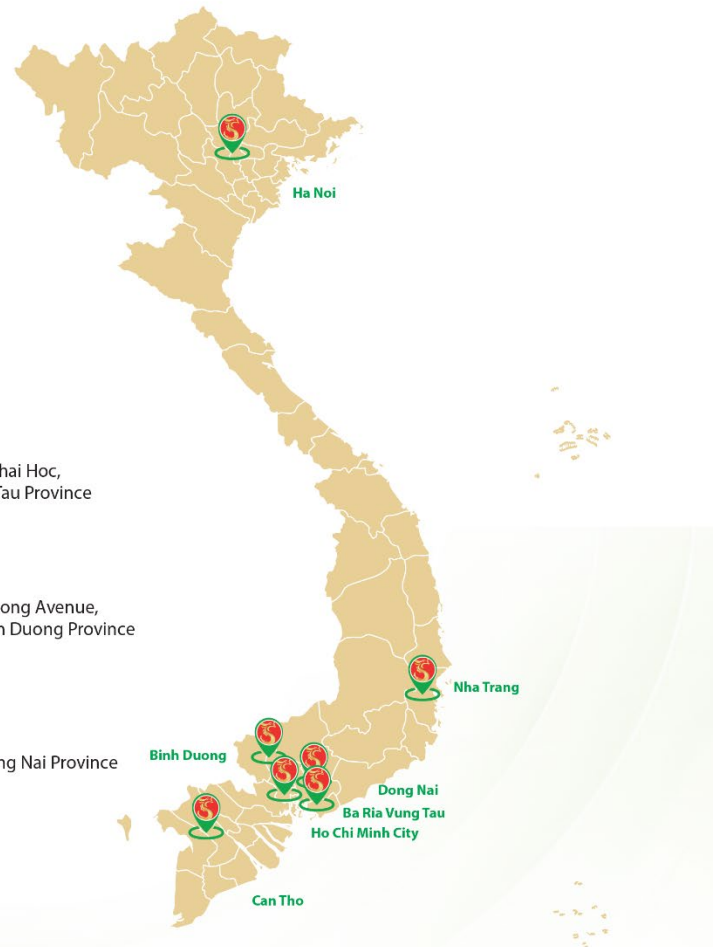 Ha Noi
hai Hoc,
Tau Province
ong Avenue,
h Duong Province
Nha Trang
Binh Duong
ng Nai Province
Dong Nai
Ba Ria Vung Tau
Ho Chi Minh City
Can Tho